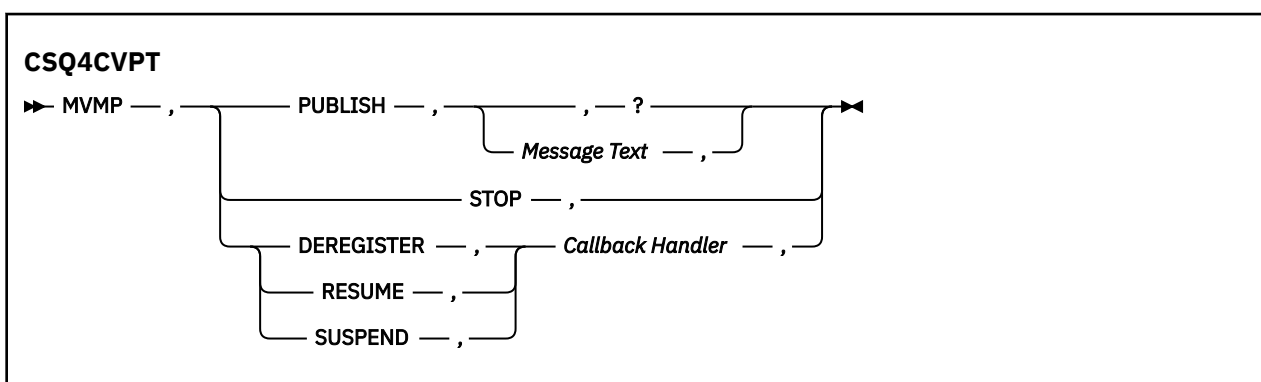 CSQ4CVPT
MVMP , PUBLISH , , ?
Message Text ,
STOP ,
DEREGISTER , Callback Handler ,
RESUME ,
SUSPEND ,